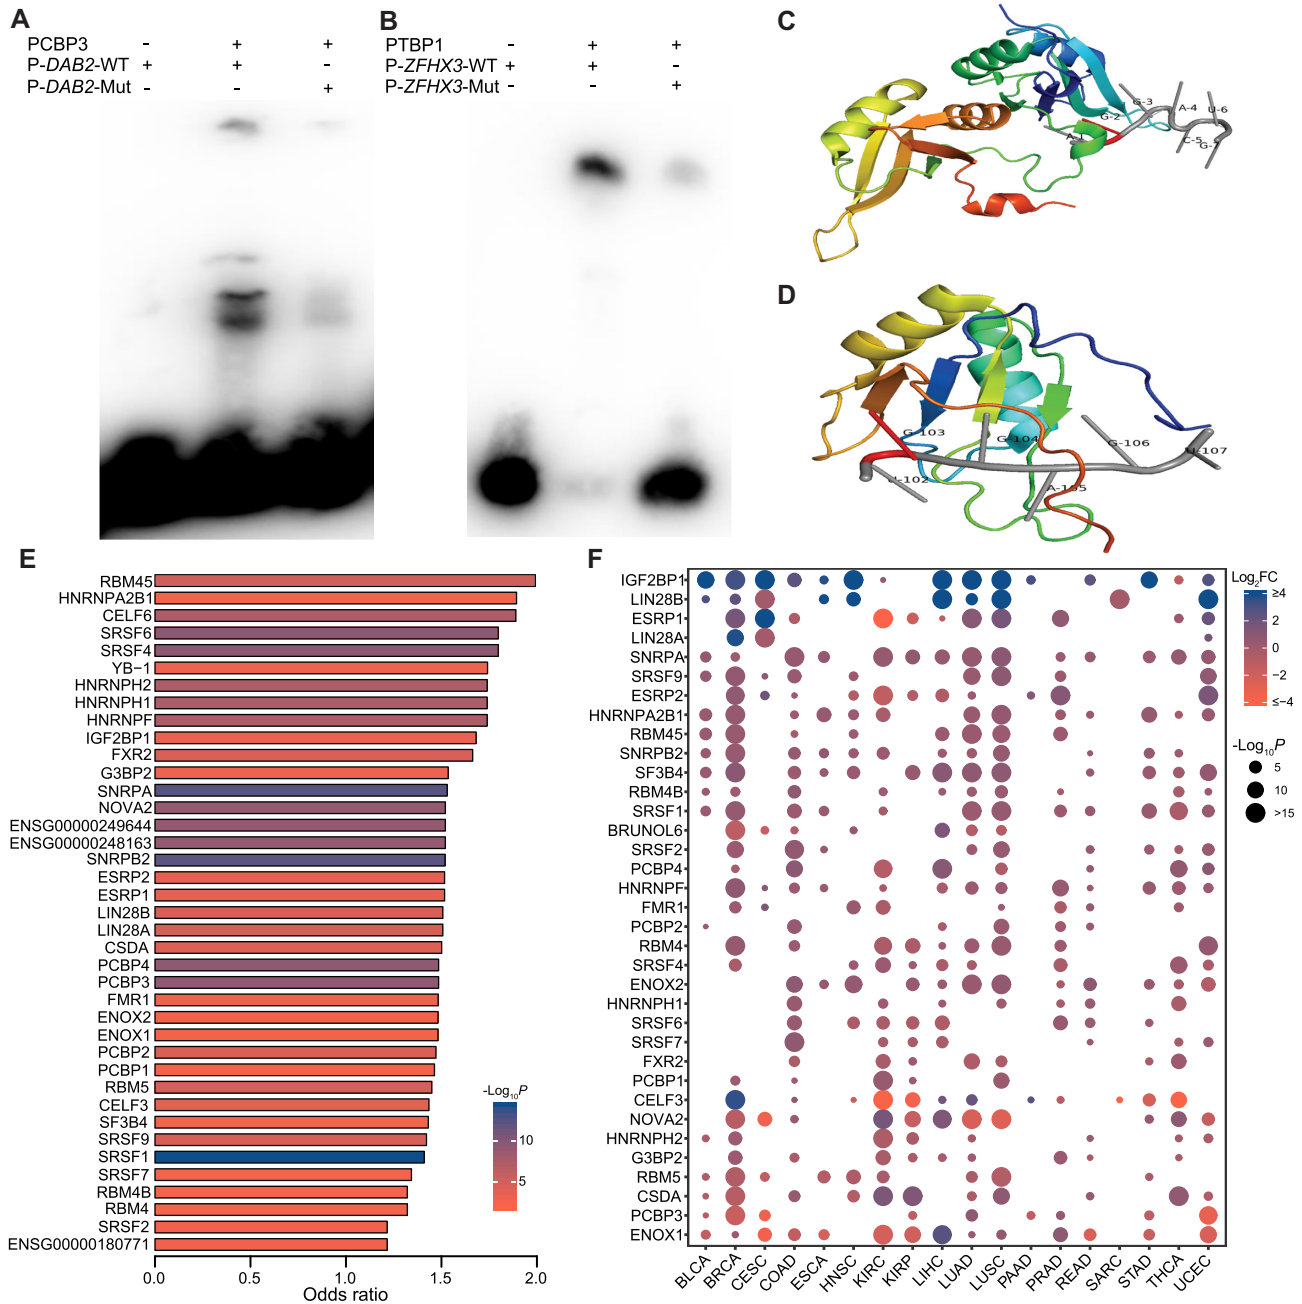 A
PCBP3 - + +
P-DAB2-WT + + -
P-DAB2-Mut - - +
B
PTBP1 - + +
P-ZFHX3-WT + + -
P-ZFHX3-Mut - - +
C
G-3
A-4
U-6
G-2
A-1
C-5
D
G-103
G-104
G-106
U-107
A-105
E
RBM45
HNRNPA2B1
CELF6
SRSF6
SRSF4
YB−1
HNRNPH2
HNRNPH1
HNRNPF
IGF2BP1
FXR2
G3BP2
SNRPA
NOVA2
ENSG00000249644
ENSG00000248163
SNRPB2
ESRP2
ESRP1
LIN28B
LIN28A
CSDA
PCBP4
PCBP3
FMR1
ENOX2
ENOX1
PCBP2
PCBP1
RBM5
CELF3
SF3B4
SRSF9
SRSF1
SRSF7
RBM4B
RBM4
SRSF2
ENSG00000180771
0.0 0.5 1.0 1.5 2.0
Odds ratio
-Log10P
10
5
F
IGF2BP1
LIN28B
ESRP1
LIN28A
SNRPA
SRSF9
ESRP2
HNRNPA2B1
RBM45
SNRPB2
SF3B4
RBM4B
SRSF1
BRUNOL6
SRSF2
PCBP4
HNRNPF
FMR1
PCBP2
RBM4
SRSF4
ENOX2
HNRNPH1
SRSF6
SRSF7
FXR2
PCBP1
CELF3
NOVA2
HNRNPH2
G3BP2
RBM5
CSDA
PCBP3
ENOX1
BLCA BRCA CESC COAD ESCA HNSC KIRC KIRP LIHC LUAD LUSC PAAD PRAD READ SARC STAD THCA UCEC
Log2FC
≥4
2
0
−2
≤−4
-Log10P
5
10
>15